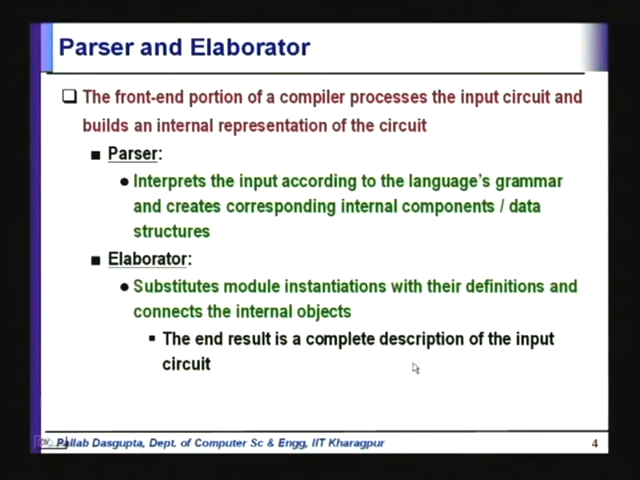 Parser and Elaborator
The front-end portion of a compiler processes the input circuit and
builds an internal representation of the circuit
Parser:
Interprets the input according to the language's grammar
and creates corresponding internal components / data
structures
Elaborator:
Substitutes module instantiations with their definitions and
connects the internal objects
The end result is a complete description of the input
circuit
Pallab Dasgupta, Dept. of Computer Sc & Engg, IIT Kharagpur
4